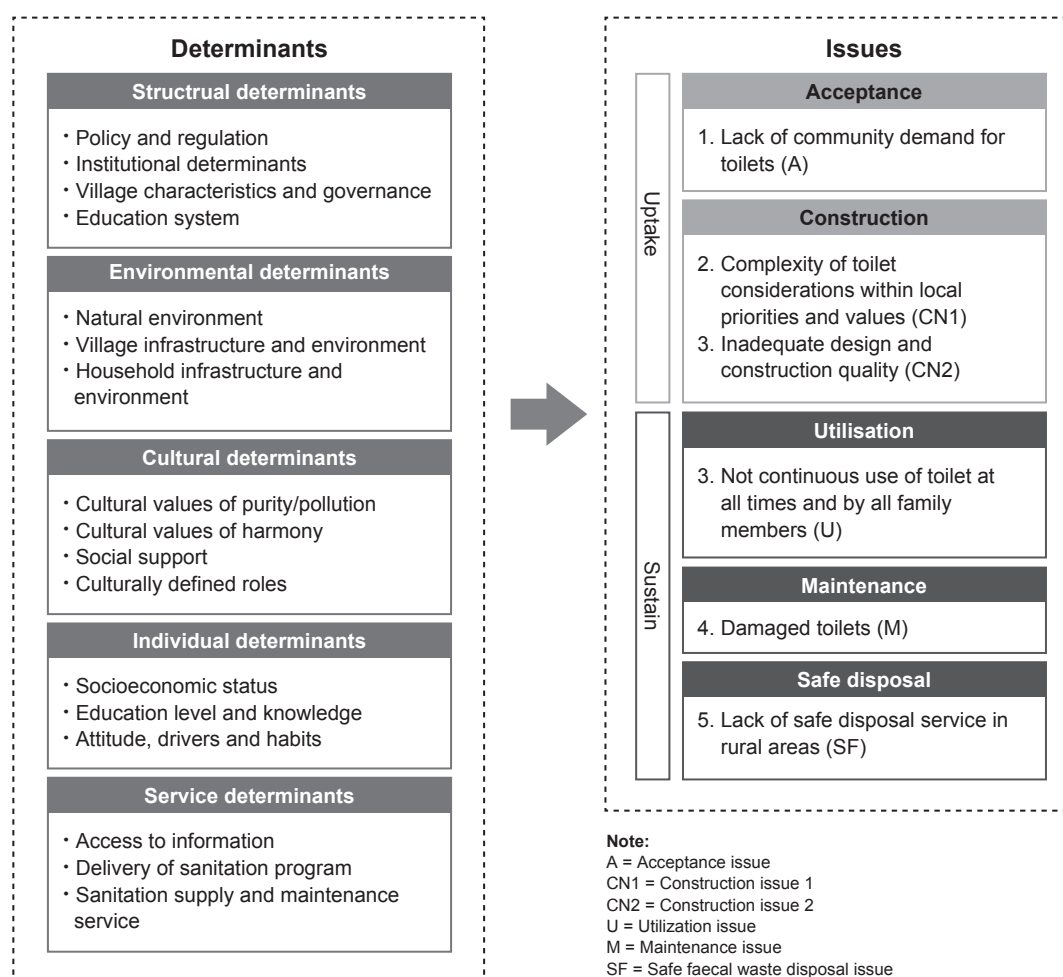 Determinants
Structrual determinants
· Policy and regulation
· Institutional determinants
· Village characteristics and governance
· Education system
Environmental determinants
· Natural environment
· Village infrastructure and environment
· Household infrastructure and
environment
Cultural determinants
· Cultural values of purity/pollution
· Cultural values of harmony
· Social support
· Culturally defined roles
Individual determinants
· Socioeconomic status
· Education level and knowledge
· Attitude, drivers and habits
Service determinants
· Access to information
· Delivery of sanitation program
· Sanitation supply and maintenance
service
Issues
Uptake
Acceptance
1. Lack of community demand for
toilets (A)
Construction
2. Complexity of toilet
considerations within local
priorities and values (CN1)
3. Inadequate design and
construction quality (CN2)
Sustain
Utilisation
3. Not continuous use of toilet at
all times and by all family
members (U)
Maintenance
4. Damaged toilets (M)
Safe disposal
5. Lack of safe disposal service in
rural areas (SF)
Note:
A = Acceptance issue
CN1 = Construction issue 1
CN2 = Construction issue 2
U = Utilization issue
M = Maintenance issue
SF = Safe faecal waste disposal issue